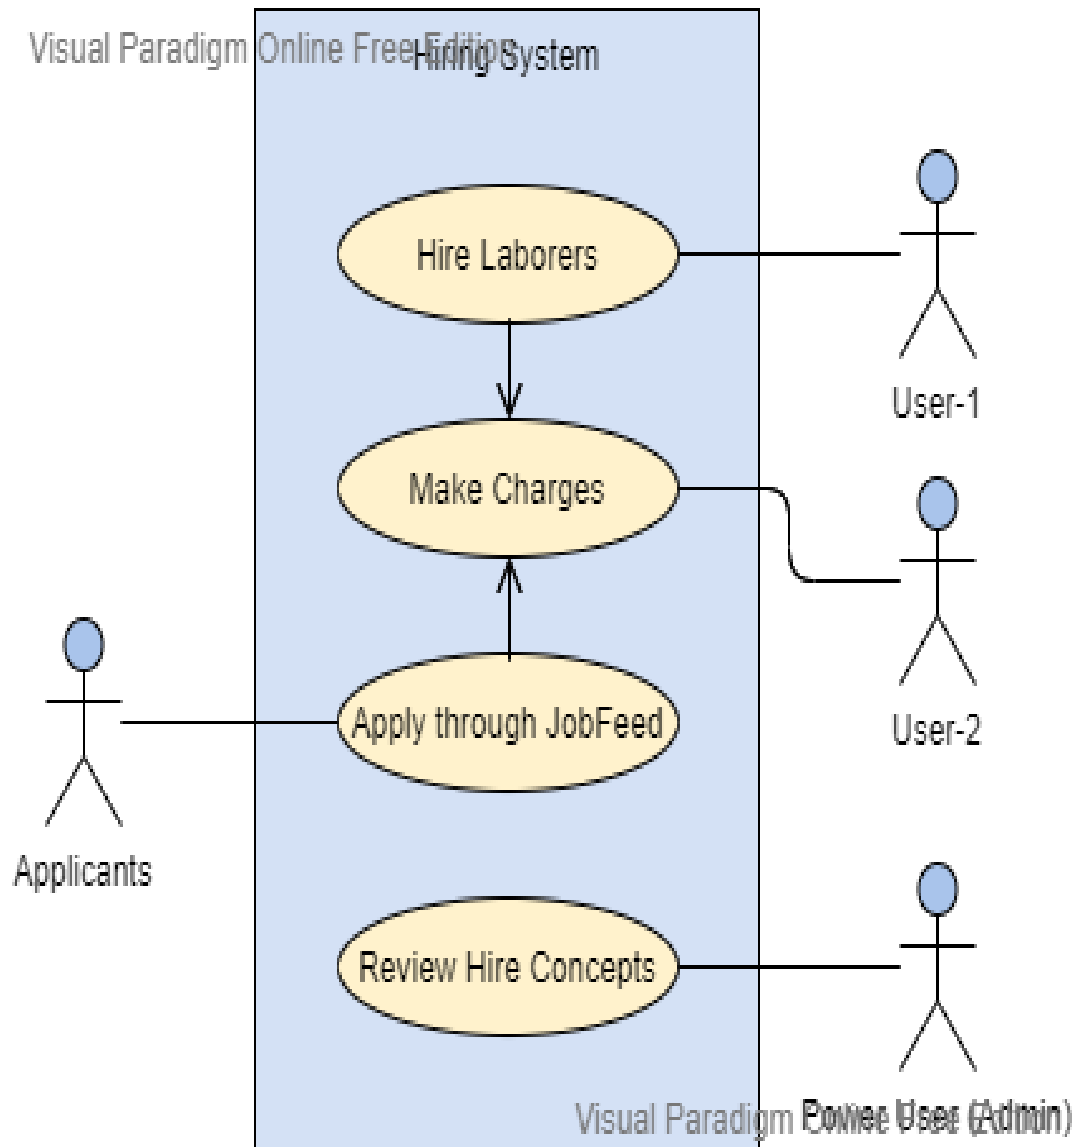 Visual Paradigm Online Free Edition
Hiring System
Hire Laborers
User-1
Make Charges
User-2
Apply through JobFeed
Applicants
Review Hire Concepts
Power User (Admin)
Visual Paradigm Online Free Edition